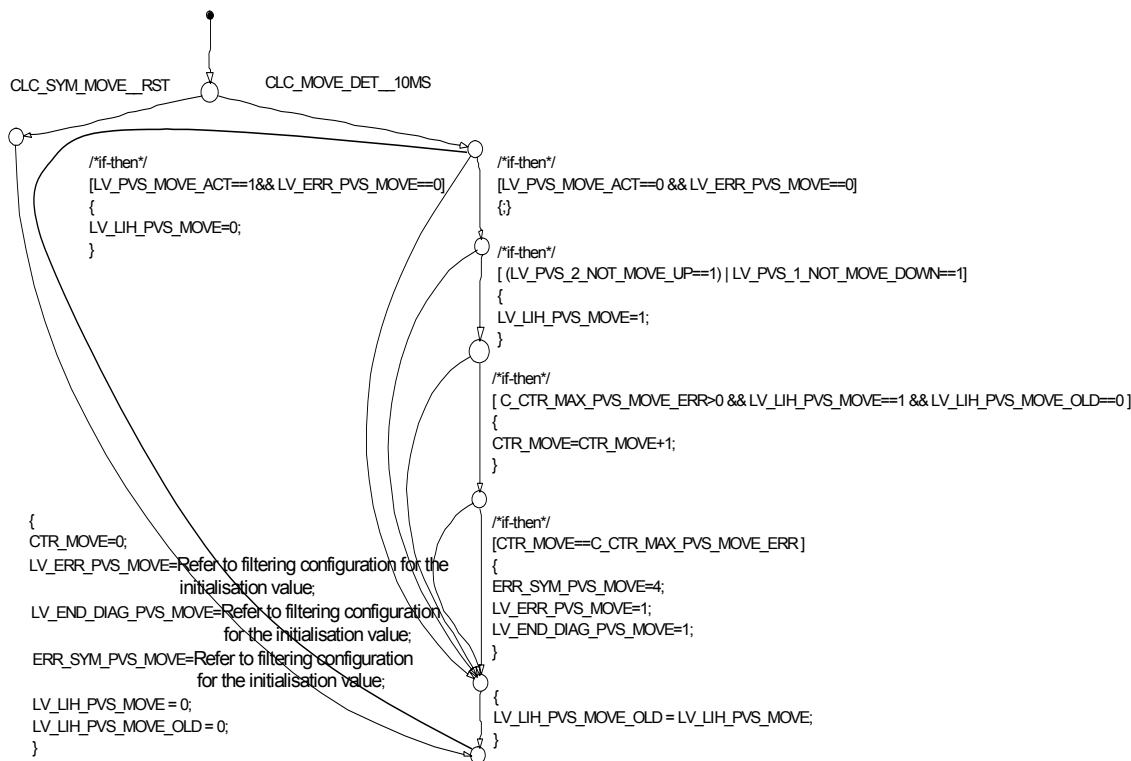 CLC_SYM_MOVE__RST
CLC_MOVE_DET__10MS
/*if-then*/
[LV_PVS_MOVE_ACT==1&& LV_ERR_PVS_MOVE==0]
{
LV_LIH_PVS_MOVE=0;
}
/*if-then*/
[LV_PVS_MOVE_ACT==0 && LV_ERR_PVS_MOVE==0]
{;}
/*if-then*/
[ (LV_PVS_2_NOT_MOVE_UP==1) | LV_PVS_1_NOT_MOVE_DOWN==1]
{
LV_LIH_PVS_MOVE=1;
}
/*if-then*/
[ C_CTR_MAX_PVS_MOVE_ERR>0 && LV_LIH_PVS_MOVE==1 && LV_LIH_PVS_MOVE_OLD==0 ]
{
CTR_MOVE=CTR_MOVE+1;
}
/*if-then*/
[CTR_MOVE==C_CTR_MAX_PVS_MOVE_ERR ]
{
ERR_SYM_PVS_MOVE=4;
LV_ERR_PVS_MOVE=1;
LV_END_DIAG_PVS_MOVE=1;
}
{
CTR_MOVE=0;
LV_ERR_PVS_MOVE=Refer to filtering configuration for the
initialisation value;
LV_END_DIAG_PVS_MOVE=Refer to filtering configuration
for the initialisation value;
ERR_SYM_PVS_MOVE=Refer to filtering configuration
for the initialisation value;
LV_LIH_PVS_MOVE = 0;
LV_LIH_PVS_MOVE_OLD = 0;
}
{
LV_LIH_PVS_MOVE_OLD = LV_LIH_PVS_MOVE;
}